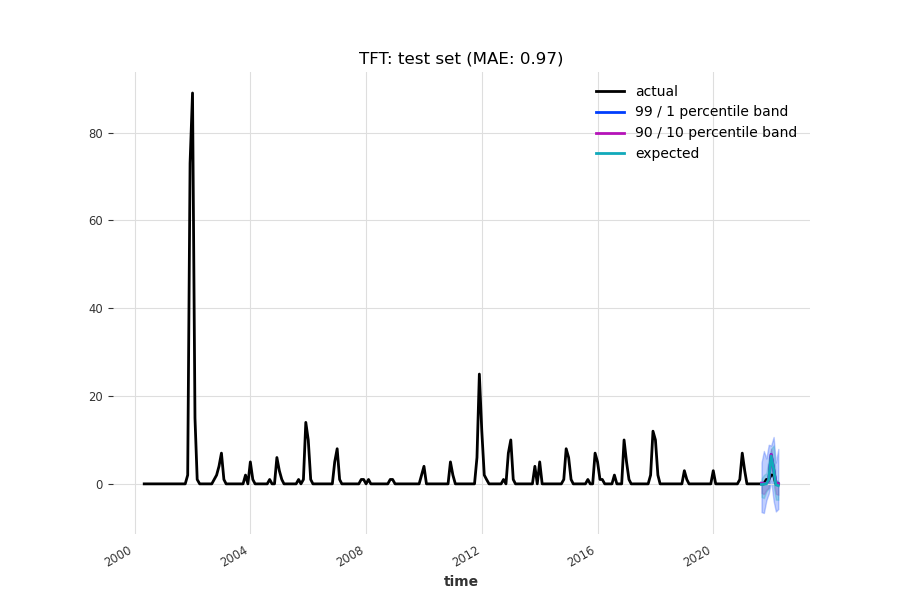 TFT: test set (MAE: 0.97)
actual
99 / 1 percentile band
90 / 10 percentile band
expected
80
60
40
20
0
2000
2004
2008
2012
2016
2020
time